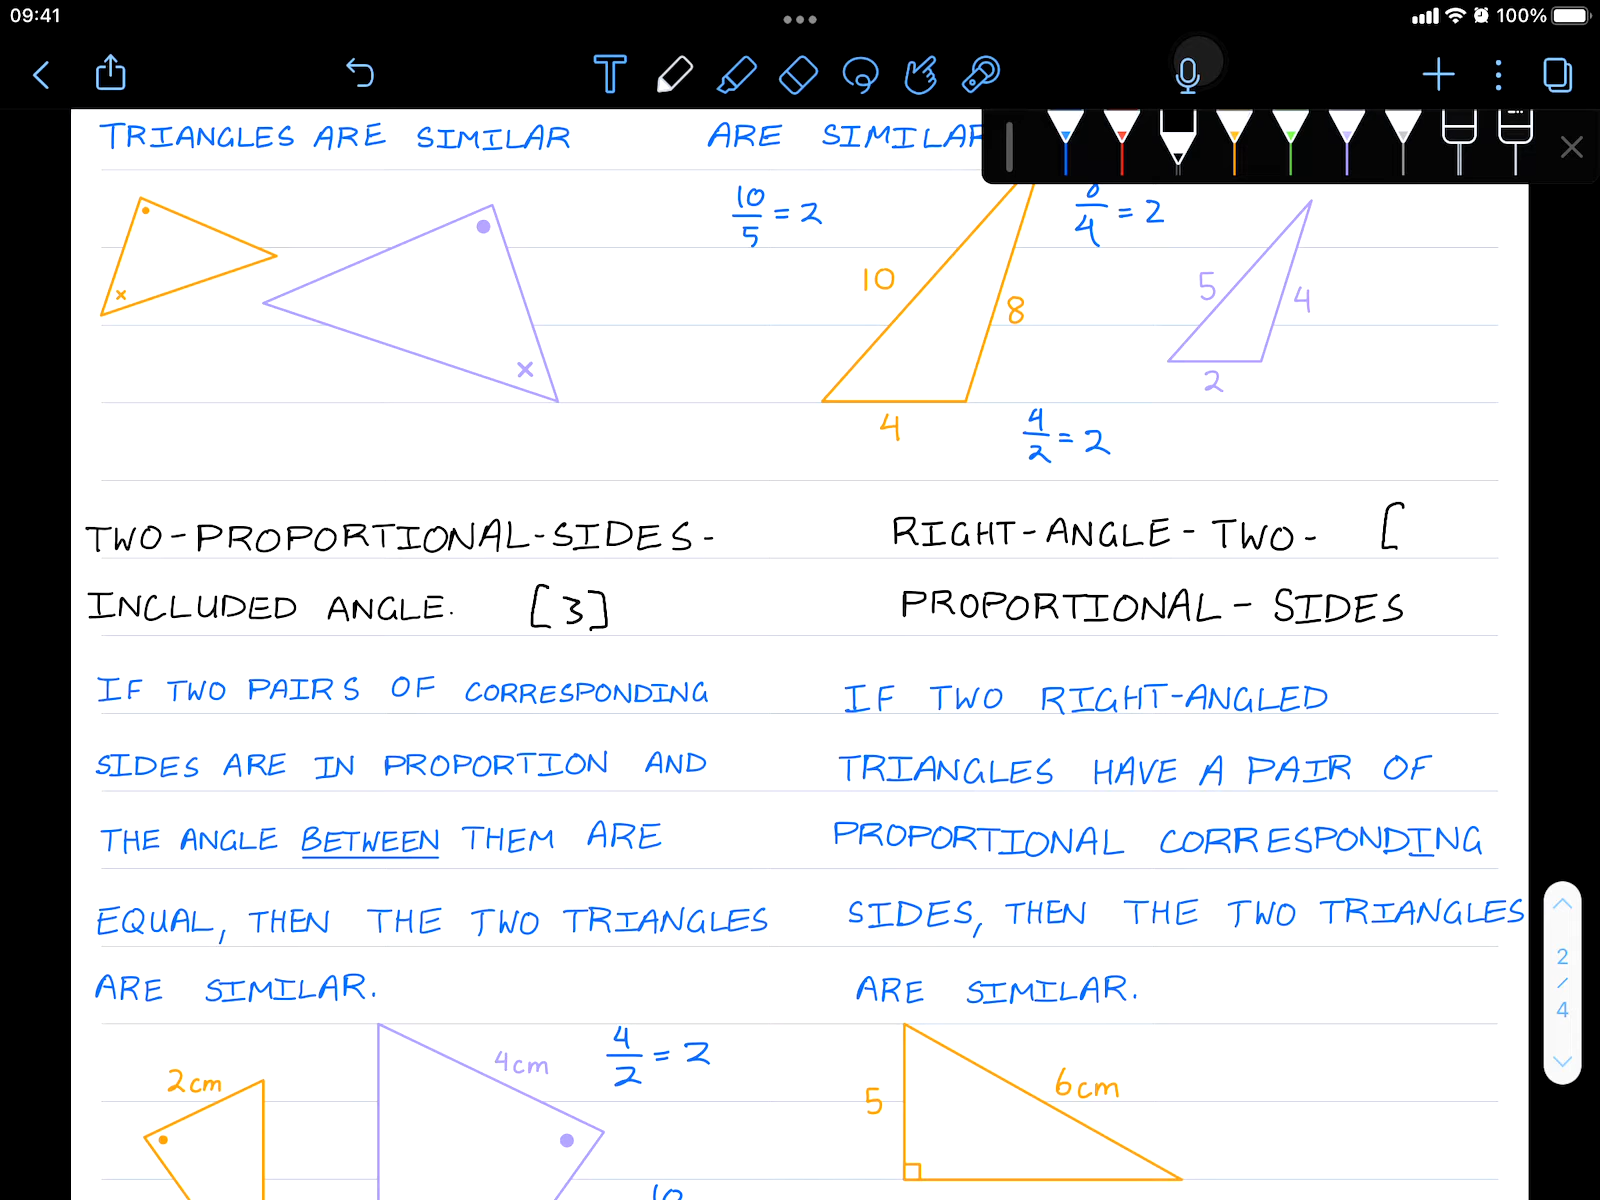 09:41
100%
TRIANGLES ARE SIMILAR
ARE SIMILAR
10/5 = 2
/4 = 2
10
8
4
4/2 = 2
5
4
2
TWO-PROPORTIONAL-SIDES-
INCLUDED ANGLE. [3]
RIGHT-ANGLE-TWO- [
PROPORTIONAL-SIDES
IF TWO PAIRS OF CORRESPONDING
SIDES ARE IN PROPORTION AND
THE ANGLE BETWEEN THEM ARE
EQUAL, THEN THE TWO TRIANGLES
ARE SIMILAR.
IF TWO RIGHT-ANGLED
TRIANGLES HAVE A PAIR OF
PROPORTIONAL CORRESPONDING
SIDES, THEN THE TWO TRIANGLES
ARE SIMILAR.
2cm
4cm
4/2 = 2
10
5
6cm
2
/
4